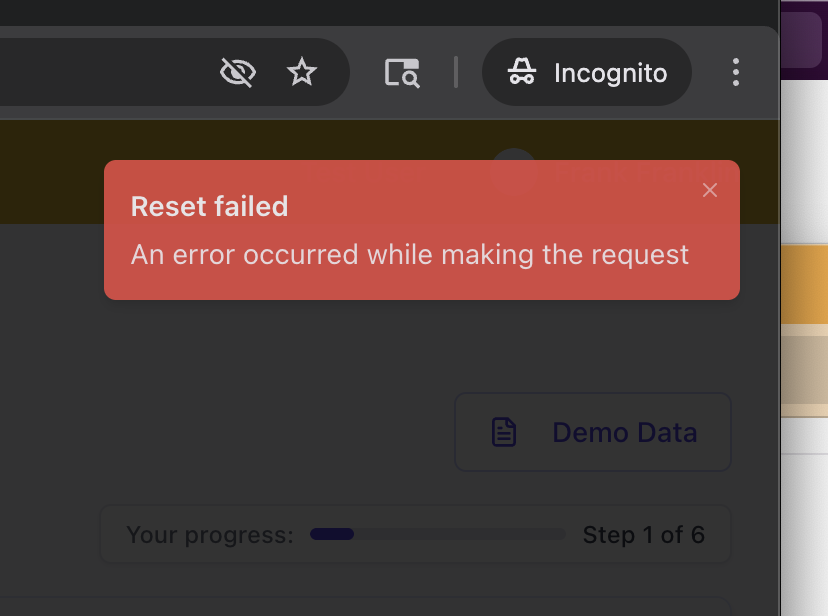 Incognito
Reset failed
An error occurred while making the request
Demo Data
Your progress:
Step 1 of 6